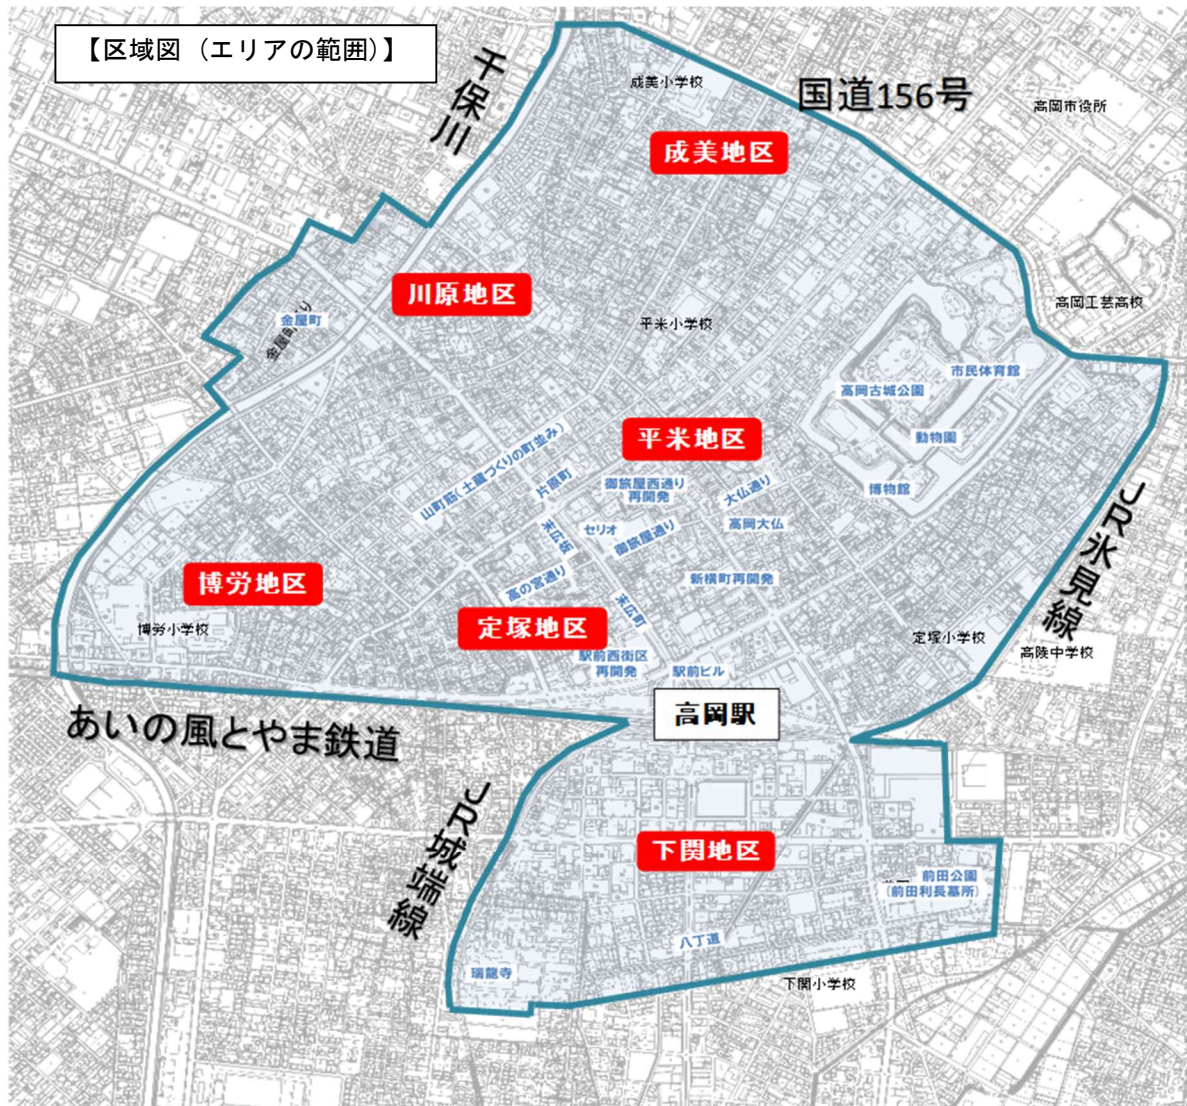 【区域図（エリアの範囲）】
千保川
国道156号
成美小学校
高岡市役所
成美地区
川原地区
高岡工芸高校
金屋町
平米小学校
市民体育館
高岡古城公園
平米地区
動物園
山町筋(土蔵づくりの町並み)
片原町
御旅屋西通り
再開発
大仏通り
博物館
JR氷見線
末広坂
セリオ
御旅屋通り
高岡大仏
博労地区
高の宮通り
新横町再開発
末広町
博労小学校
定塚地区
定塚小学校
高陵中学校
駅前西街区
再開発
駅前ビル
高岡駅
あいの風とやま鉄道
JR城端線
下関地区
前田公園
(前田利長墓所)
八丁道
瑞龍寺
下関小学校